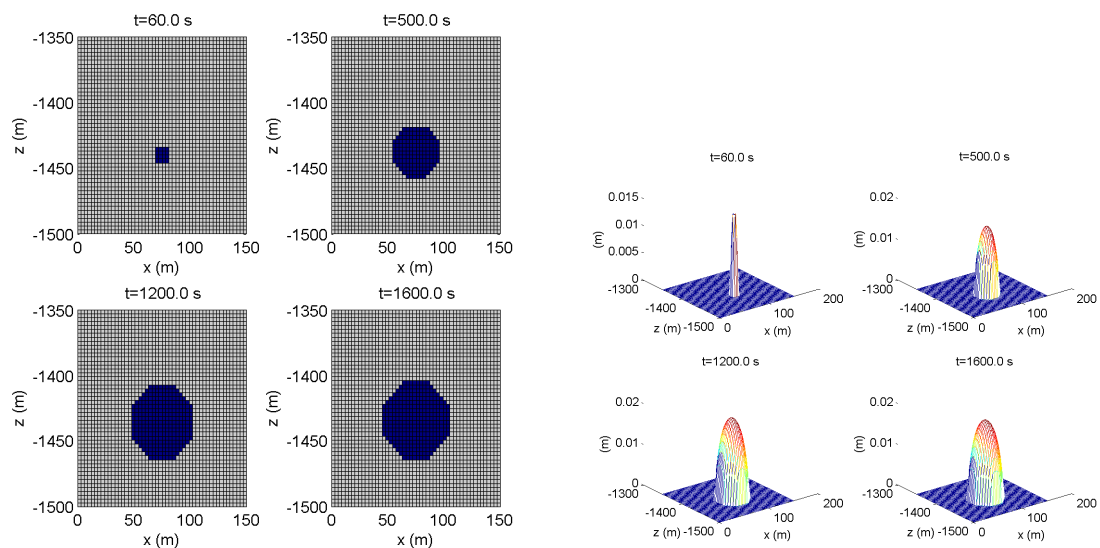 t=60.0 s
-1350
-1400
-1450
-1500
z (m)
0 50 100 150
x (m)
t=500.0 s
-1350
-1400
-1450
-1500
z (m)
0 50 100 150
x (m)
t=1200.0 s
-1350
-1400
-1450
-1500
z (m)
0 50 100 150
x (m)
t=1600.0 s
-1350
-1400
-1450
-1500
z (m)
0 50 100 150
x (m)
t=60.0 s
0.015
0.01
0.005
0
(m)
-1300
-1400
-1500
z (m)
0
100
200
x (m)
t=500.0 s
0.02
0.01
0
(m)
-1300
-1400
-1500
z (m)
0
100
200
x (m)
t=1200.0 s
0.02
0.01
0
(m)
-1300
-1400
-1500
z (m)
0
100
200
x (m)
t=1600.0 s
0.02
0.01
0
(m)
-1300
-1400
-1500
z (m)
0
100
200
x (m)